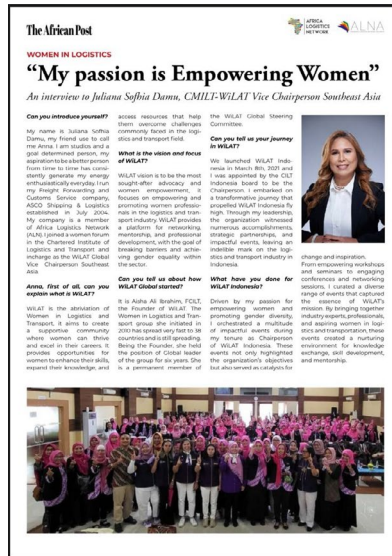 The African Post
AFRICA
LOGISTICS
NETWORK
ALNA
WOMEN IN LOGISTICS
“My passion is Empowering Women”
An interview to Juliana Sofhia Damu, CMILT-WiLAT Vice Chairperson Southeast Asia
Can you introduce yourself?
My name is Juliana Sofhia
Damu, my friend use to call
me Anna. I am studios and a
goal determined person, my
aspiration to be a better person
from time to time has consi-
stently generate my energy
enthusiastically everyday. I run
my Freight Forwarding and
Customs Service company,
ASCO Shipping & Logistics
established in July 2004.
My company is a member
of Africa Logistics Network
(ALN). I joined a women forum
in the Chartered Institute of
Logistics and Transport and
incharge as the WiLAT Global
Vice Chairperson Southeast
Asia
Anna, first of all, can you
explain what is WiLAT?
WiLAT is the abriviation of
Women in Logistics and
Transport, it aims to create
a supportive community
where women can thrive
and excel in their careers. It
provides opportunities for
women to enhance their skills,
expand their knowledge, and
access resources that help
them overcome challenges
commonly faced in the logi-
stics and transport field.
What is the vision and focus
of WiLAT?
WiLAT vision is to be the most
sought-after advocacy and
women empowerment, it
focuses on empowering and
promoting women professio-
nals in the logistics and tran-
sport industry. WiLAT provides
a platform for networking,
mentorship, and professional
development, with the goal of
breaking barriers and achie-
ving gender equality within
the sector.
Can you tell us about how
WiLAT Global started?
It is Aisha Ali Ibrahim, FCILT,
the Founder of WiLAT. The
Women in Logistics and Tran-
sport group she initiated in
2010 has spread very fast to 38
countries and is still spreading.
Being the Founder, she held
the position of Global leader
of the group for six years. She
is a permanent member of
the WiLAT Global Steering
Committee.
Can you tell us your journey
in WiLAT?
We launched WiLAT Indo-
nesia in March 8th, 2021 and
I was appointed by the CILT
Indonesia board to be the
Chairperson. I embarked on
a transformative journey that
propelled WiLAT Indonesia fly
high. Through my leadership,
the organization witnessed
numerous accomplishments,
strategic partnerships, and
impactful events, leaving an
indelible mark on the logi-
stics and transport industry in
Indonesia.
What have you done for
WiLAT Indonesia?
Driven by my passion for
empowering women and
promoting gender diversity,
I orchestrated a multitude
of impactful events during
my tenure as Chairperson
of WiLAT Indonesia. These
events not only highlighted
the organization's objectives
but also served as catalysts for
change and inspiration.
From empowering workshops
and seminars to engaging
conferences and networking
sessions, I curated a diverse
range of events that captured
the essence of WiLAT's
mission. By bringing together
industry experts, professionals,
and aspiring women in logi-
stics and transportation, these
events created a nurturing
environment for knowledge
exchange, skill development,
and mentorship.